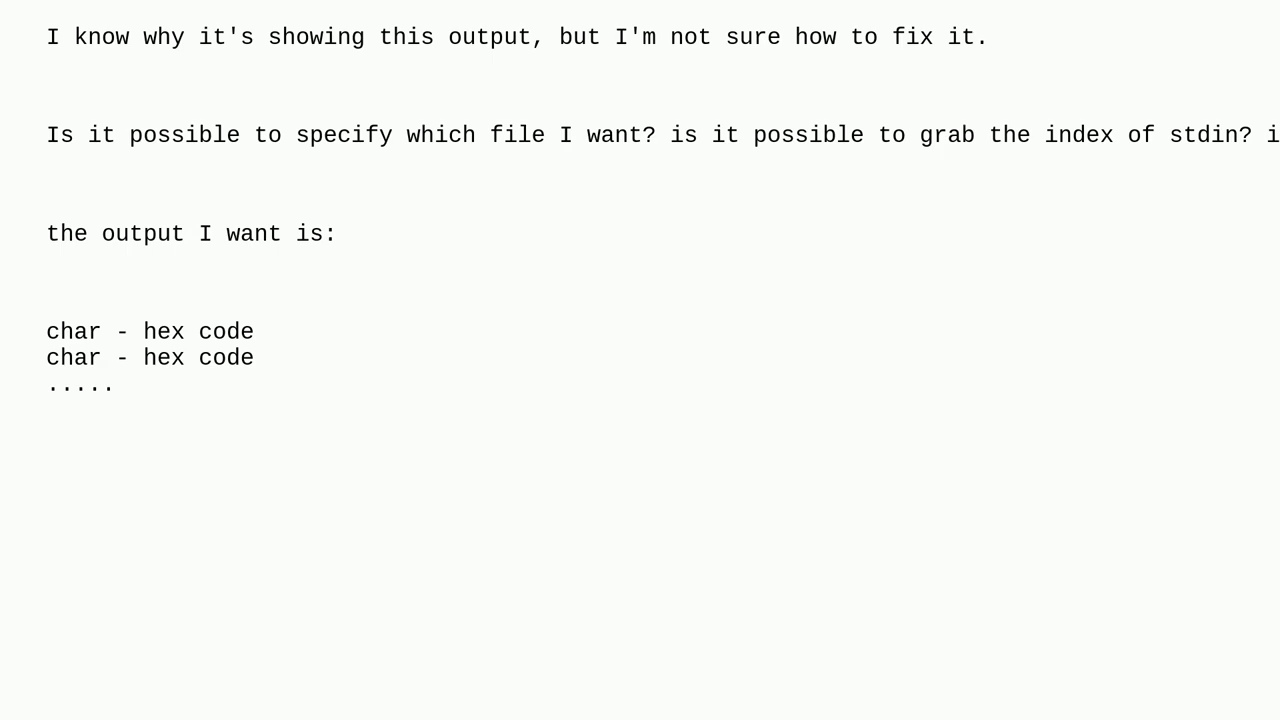 I know why it's showing this output, but I'm not sure how to fix it.
Is it possible to specify which file I want? is it possible to grab the index of stdin? i
the output I want is:
char - hex code
char - hex code
.....